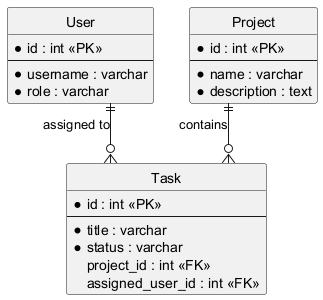 User
id : int «PK»
username : varchar
role : varchar
Project
id : int «PK»
name : varchar
description : text
assigned to
contains
Task
id : int «PK»
title : varchar
status : varchar
project_id : int «FK»
assigned_user_id : int «FK»